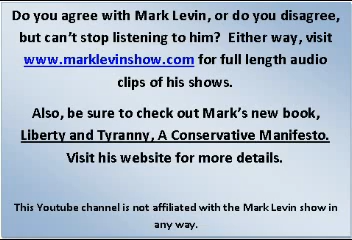 Do you agree with Mark Levin, or do you disagree,
but can't stop listening to him?  Either way, visit
www.marklevinshow.com for full length audio
clips of his shows.
Also, be sure to check out Mark's new book,
Liberty and Tyranny, A Conservative Manifesto.
Visit his website for more details.
This Youtube channel is not affiliated with the Mark Levin show in
any way.